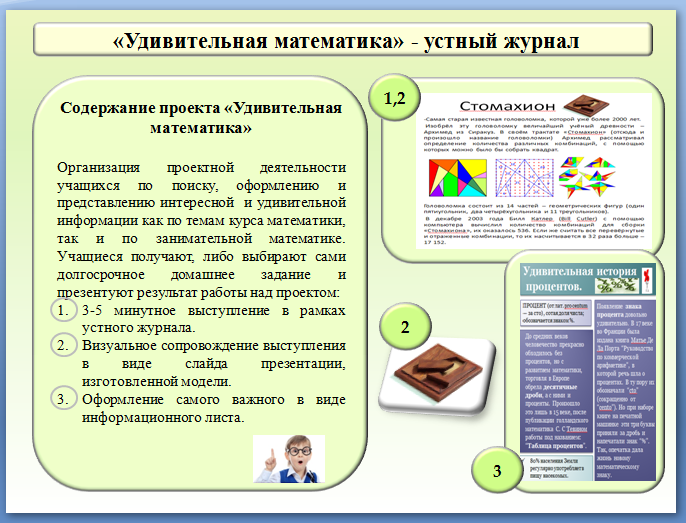 «Удивительная математика» - устный журнал
Содержание проекта «Удивительная
математика»
Организация проектной деятельности
учащихся по поиску, оформлению и
представлению интересной и удивительной
информации как по темам курса математики,
так и по занимательной математике.
Учащиеся получают, либо выбирают сами
долгосрочное домашнее задание и
презентуют результат работы над проектом:
1. 3-5 минутное выступление в рамках
устного журнала.
2. Визуальное сопровождение выступления
в виде слайда презентации,
изготовленной модели.
3. Оформление самого важного в виде
информационного листа.
1,2
Стомахион
-Самая старая известная головоломка, которой уже более 2000 лет.
Изобрёл эту головоломку величайший учёный древности –
Архимед из Сиракуз. В своём трактате «Стомахион» (отсюда и
произошло название головоломки) Архимед рассматривал
определение количества различных комбинаций, с помощью
которых можно было бы собрать квадрат.
Головоломка состоит из 14 частей – геометрических фигур (один
пятиугольник, два четырёхугольника и 11 треугольников).
В декабре 2003 года Билл Катлер (Bill Cutler) с помощью
компьютера вычислил количество комбинаций для сборки
«Стомахиона», их оказалось 536. Если же считать все перевёрнутые
и отраженные комбинации, то их насчитывается в 32 раза больше –
17 152.
2
Удивительная история
процентов.
ПРОЦЕНТ (от лат. pro centum
– за сто), сотая доля числа;
обозначается знаком %.
До средних веков
человечество прекрасно
обходилось без
процентов, но с
развитием математики,
торговли в Европе
обрела десятичные
дроби, а с ними и
проценты. Произошло
это лишь в 15 веке, после
публикации голландского
математика С. С Тевином
работы под названием:
"Таблица процентов".
80% населения Земли
регулярно употребляется
пищу насекомых.
Появление знака
процента довольно
удивительно. В 17 веке
во Франции была
издана книга Матье Де
Ла Порта "Руководство
по коммерческой
арифметике", в
которой речь шла о
процентах. В ту пору их
обозначали "cto"
(сокращенно от
"cento"). Но при наборе
книги на печатной
машинке эти три буквы
приняли за дробь и
напечатали знак "%".
Так, опечатка дала
жизнь новому
математическому
знаку.
3